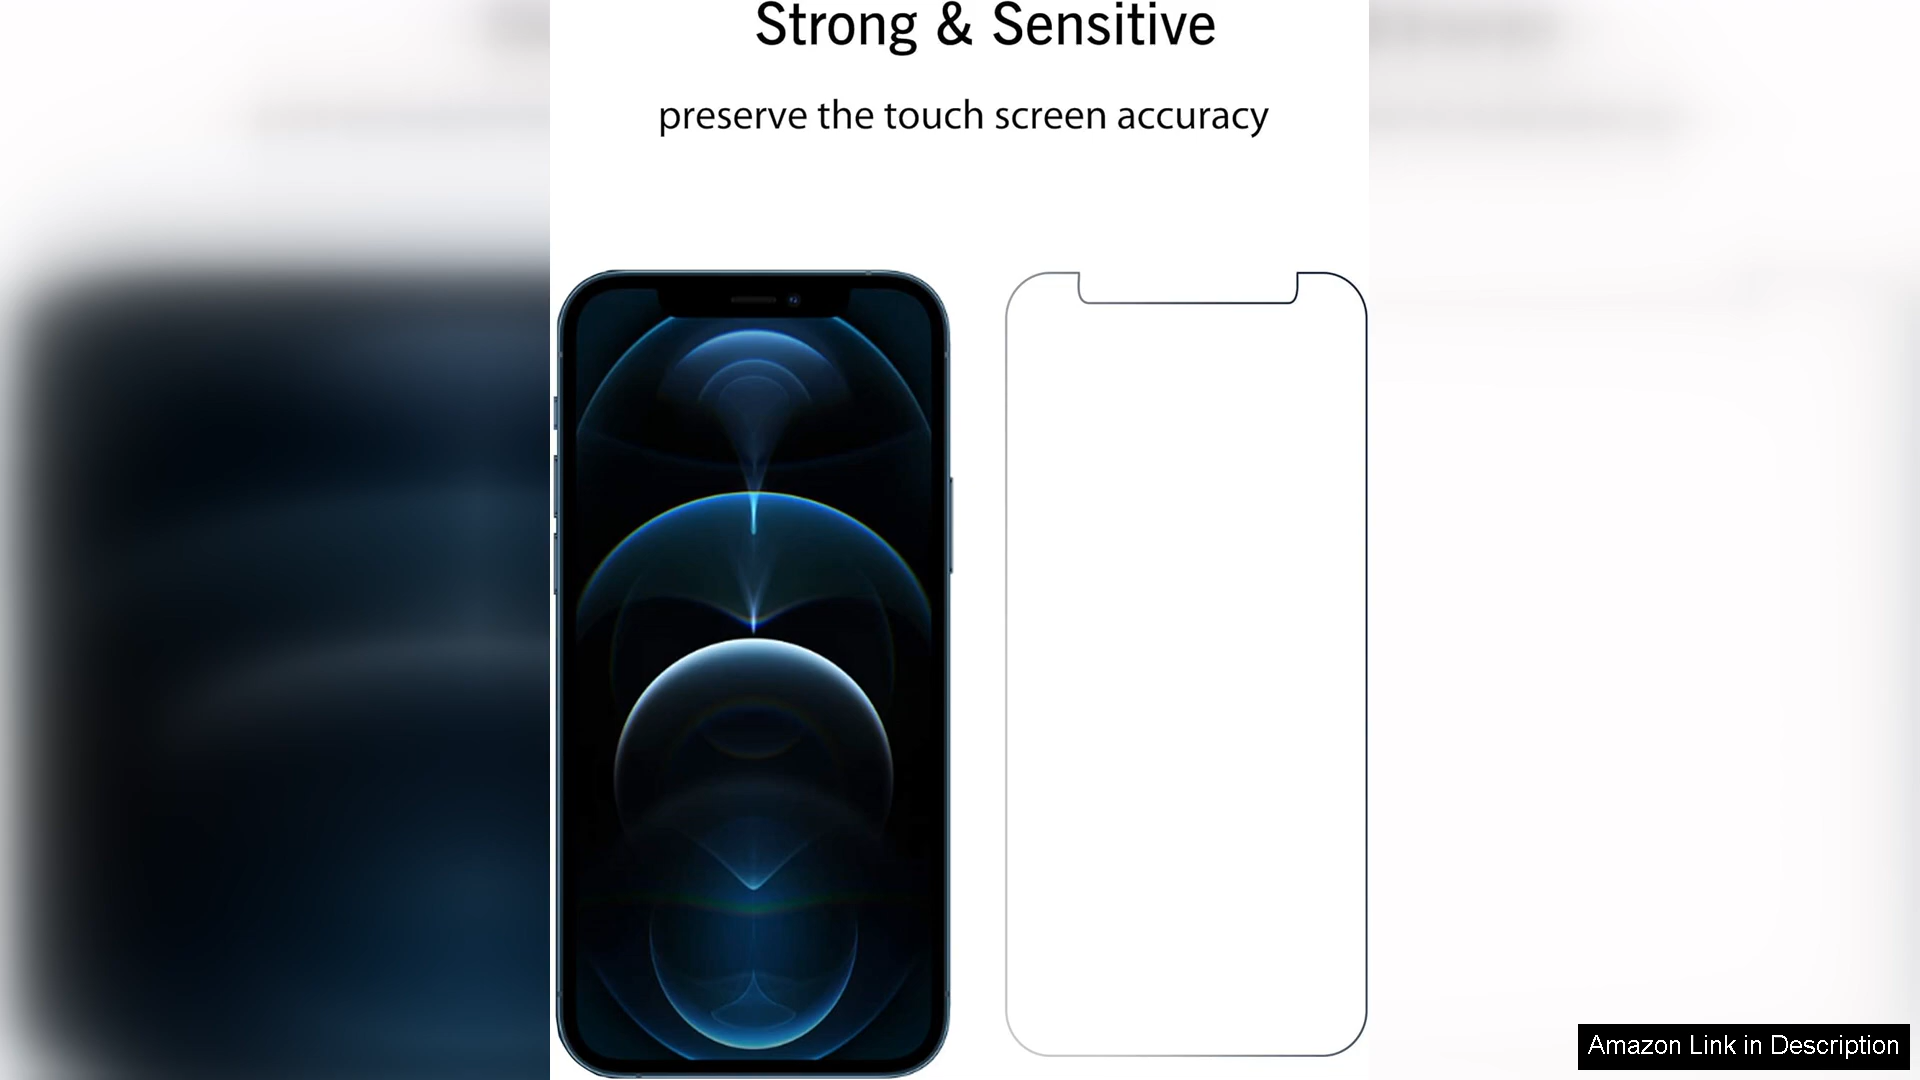 Strong & Sensitive
preserve the touch screen accuracy
Amazon Link in Description